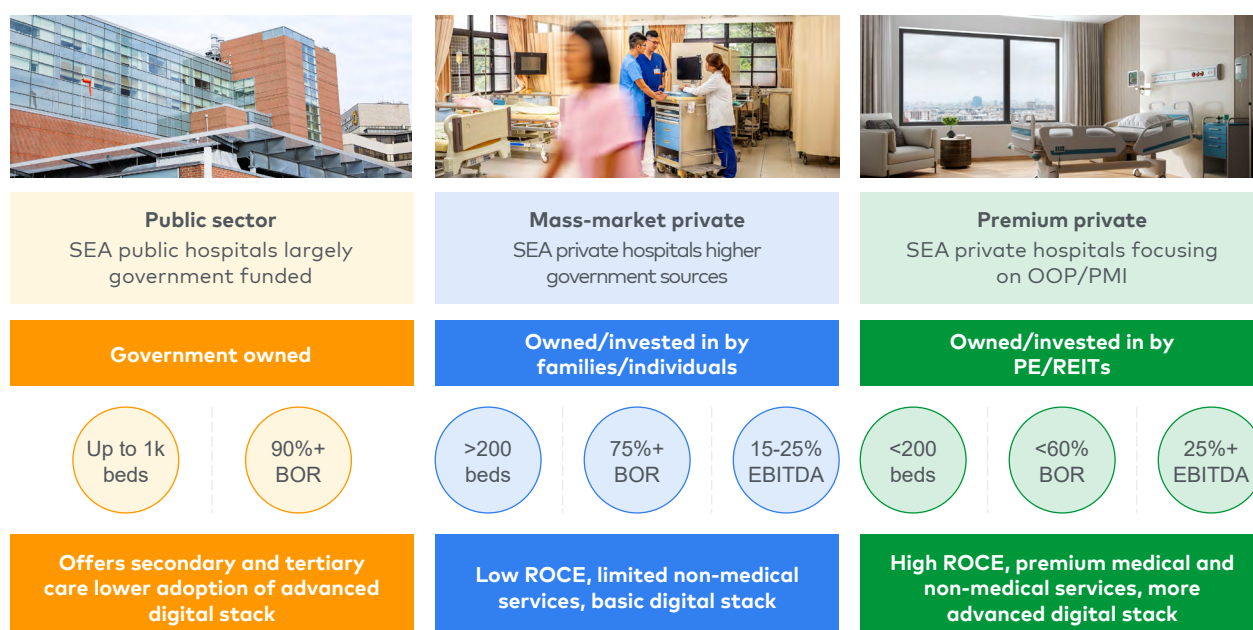 Public sector
SEA public hospitals largely
government funded
Mass-market private
SEA private hospitals higher
government sources
Premium private
SEA private hospitals focusing
on OOP/PMI
Government owned
Owned/invested in by
families/individuals
Owned/invested in by
PE/REITs
Up to 1k
beds
90%+
BOR
>200
beds
75%+
BOR
15-25%
EBITDA
<200
beds
<60%
BOR
25%+
EBITDA
Offers secondary and tertiary
care lower adoption of advanced
digital stack
Low ROCE, limited non-medical
services, basic digital stack
High ROCE, premium medical and
non-medical services, more
advanced digital stack